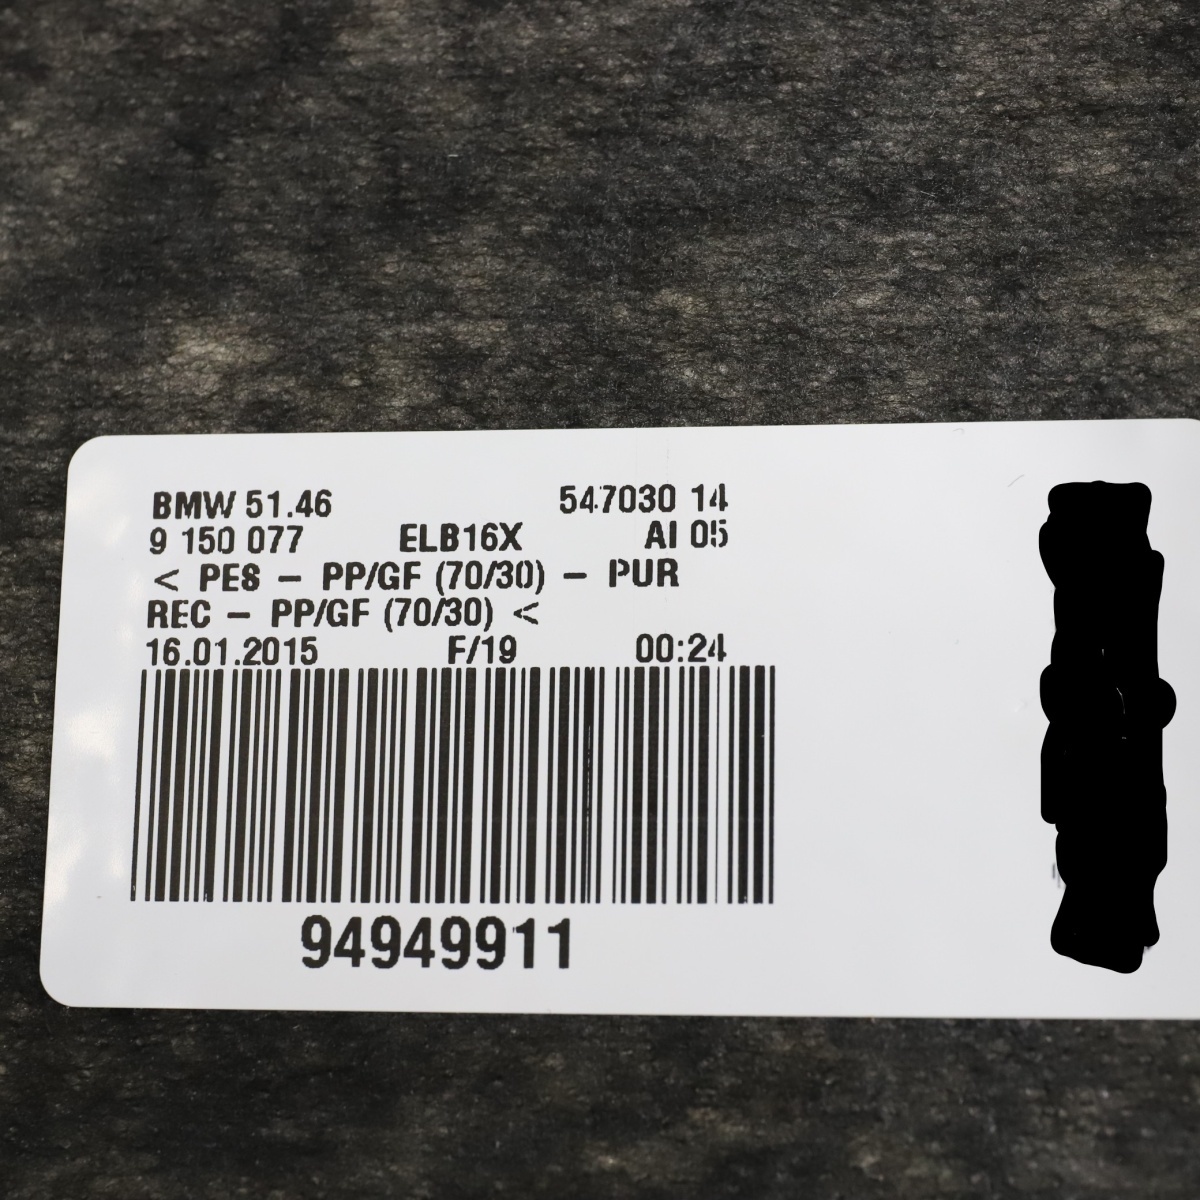 BMW 51.46 547030 14
9 150 077 ELB16X AI 05
< PES – PP/GF (70/30) – PUR
REC – PP/GF (70/30) <
16.01.2015 F/19 00:24
94949911